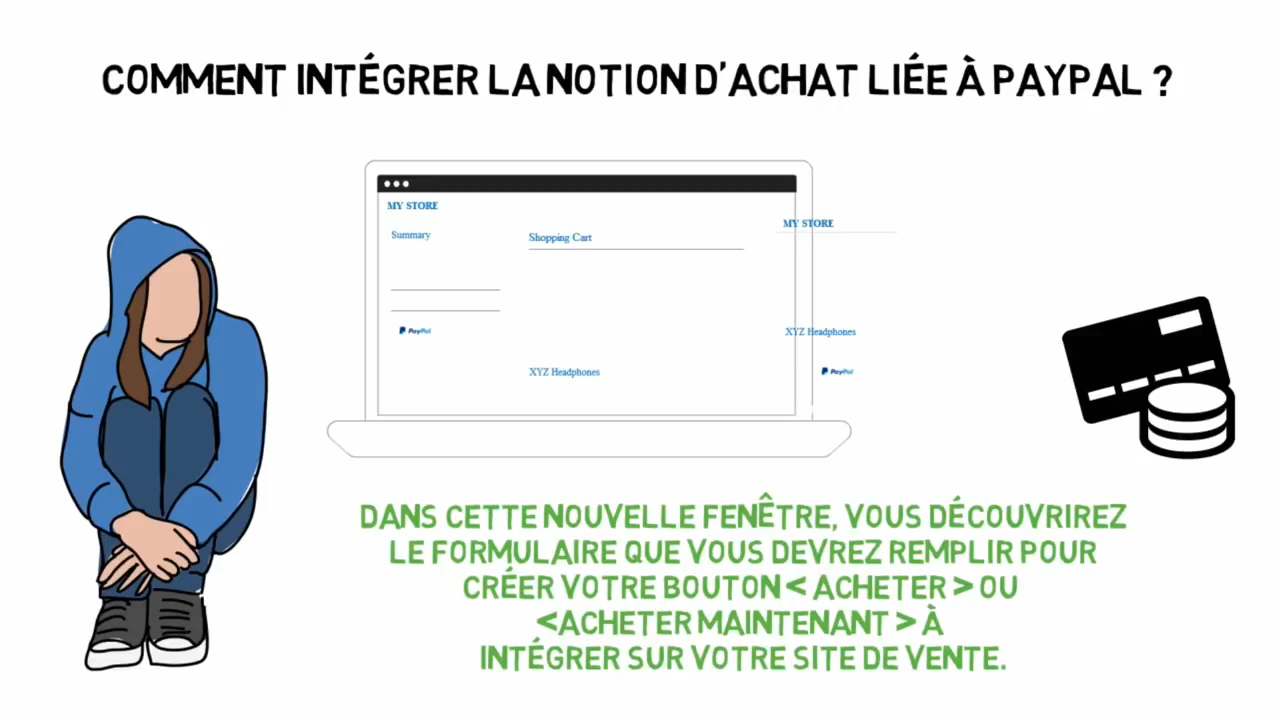 COMMENT INTÉGRER LA NOTION D'ACHAT LIÉE À PAYPAL ?
MY STORE
Summary
Shopping Cart
MY STORE
PayPal
XYZ Headphones
XYZ Headphones
PayPal
DANS CETTE NOUVELLE FENÊTRE, VOUS DÉCOUVRIREZ
LE FORMULAIRE QUE VOUS DEVREZ REMPLIR POUR
CRÉER VOTRE BOUTON < ACHETER > OU
<ACHETER MAINTENANT > À
INTÉGRER SUR VOTRE SITE DE VENTE.